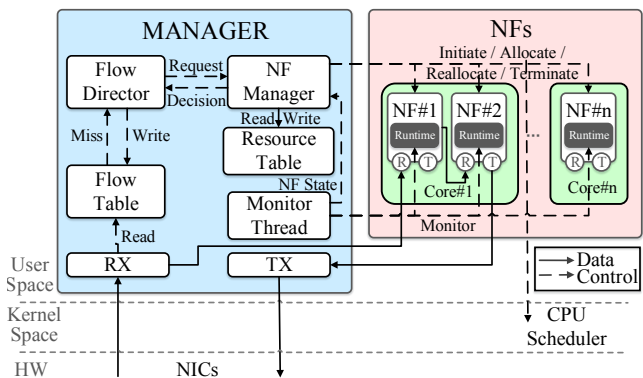 MANAGER
NFs
Flow
Director
Request
Decision
NF
Manager
Initiate / Allocate /
Reallocate / Terminate
Miss
Write
Read
Write
Resource
Table
NF#1
Runtime
R
T
NF#2
Runtime
R
T
...
NF#n
Runtime
R
T
Flow
Table
NF State
Monitor
Thread
Core#1
Core#n
Monitor
Read
RX
TX
User
Space
Data
Control
Kernel
Space
CPU
Scheduler
HW
NICs